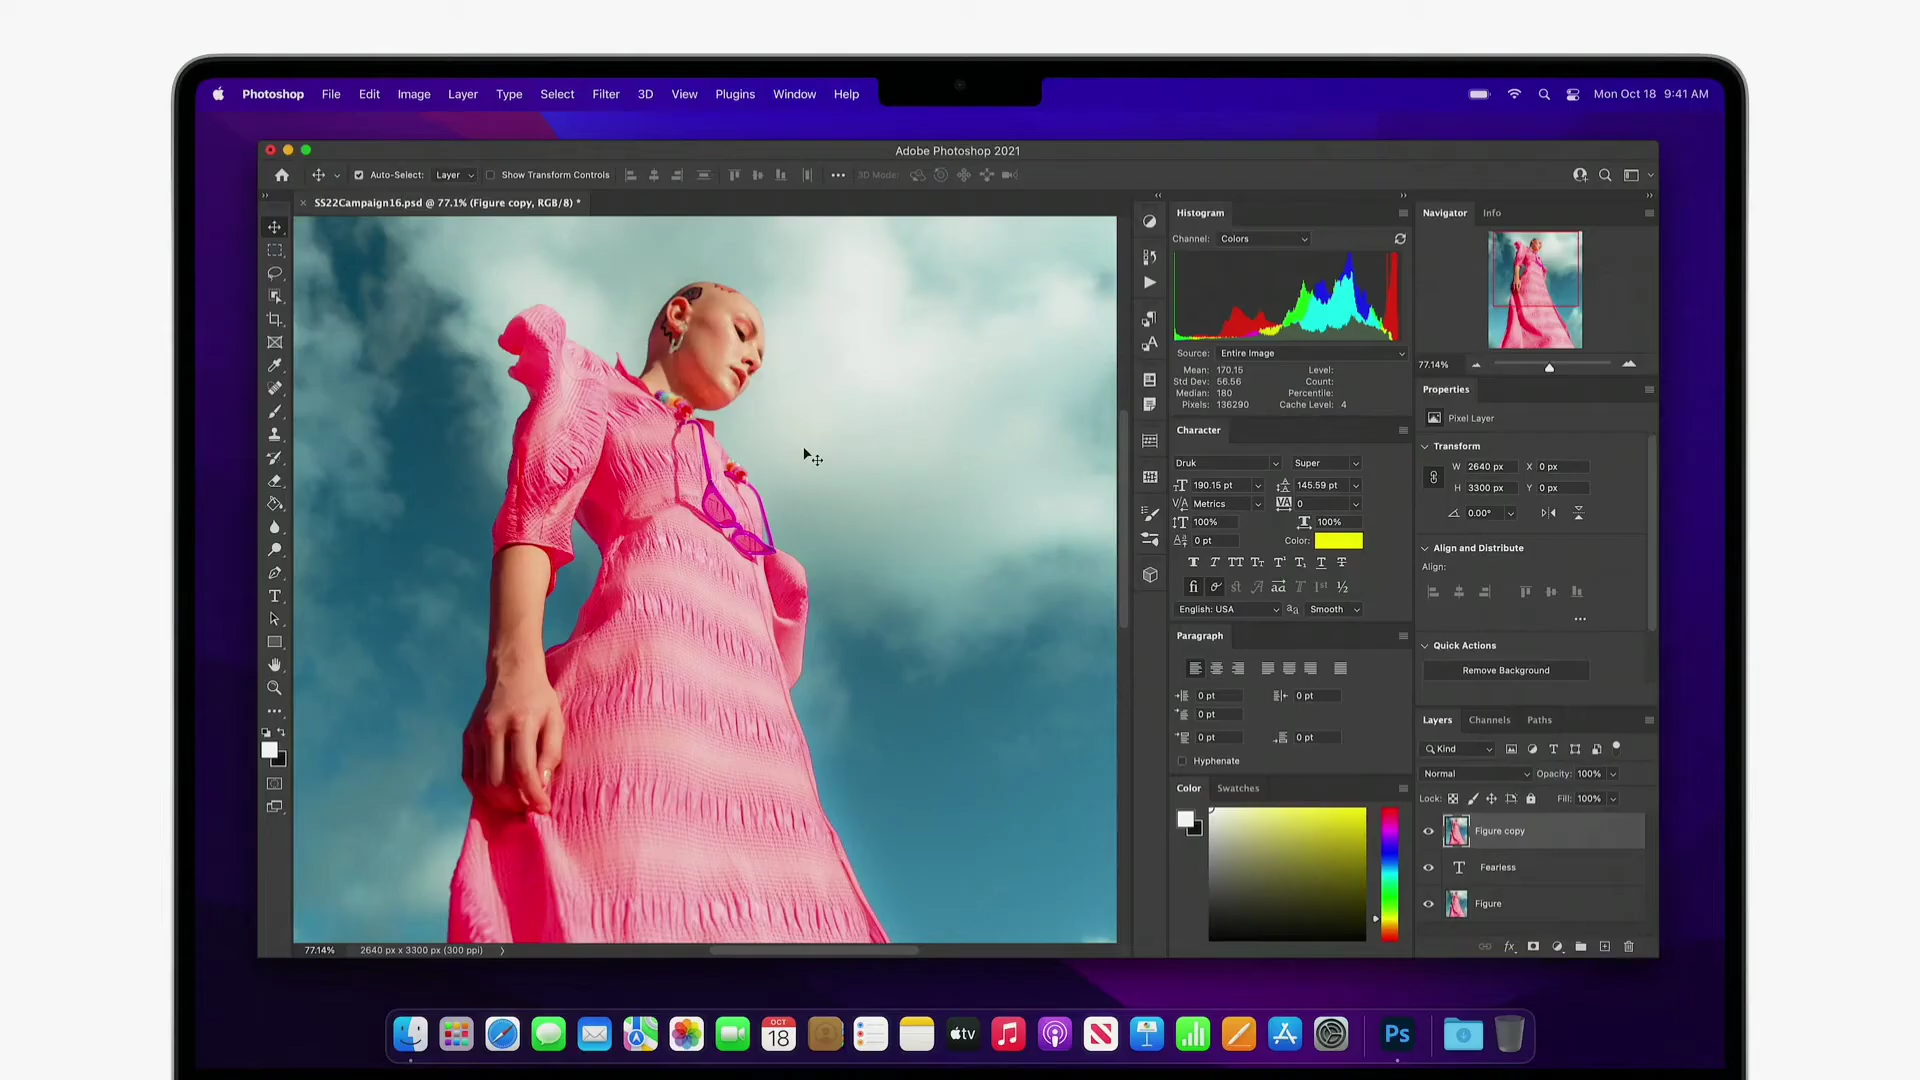 Photoshop File Edit Image Layer Type Select Filter 3D View Plugins Window Help
Mon Oct 18 9:41 AM
Adobe Photoshop 2021
Auto-Select: Layer Show Transform Controls 3D Mode:
× SS22Campaign16.psd @ 77.1% (Figure copy, RGB/8) *
77.14% 2640 px x 3300 px (300 ppi)
Histogram
Channel: Colors
Source: Entire Image
Mean: 170.15 Level:
Std Dev: 56.56 Count:
Median: 180 Percentile:
Pixels: 136290 Cache Level: 4
Character
Druk Super
190.15 pt 145.59 pt
Metrics 0
100% 100%
0 pt Color:
English: USA aa Smooth
Paragraph
0 pt 0 pt
0 pt
0 pt 0 pt
Hyphenate
Color Swatches
Navigator Info
77.14%
Properties
Pixel Layer
Transform
W 2640 px X 0 px
H 3300 px Y 0 px
0.00°
Align and Distribute
Align:
Quick Actions
Remove Background
Layers Channels Paths
Kind
Normal Opacity: 100%
Lock: Fill: 100%
Figure copy
T Fearless
Figure
fx
OCT
18
tv
Ps